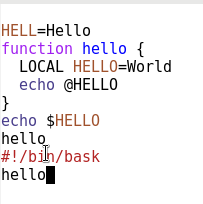 HELL=Hello
function hello {
  LOCAL HELLO=World
  echo @HELLO
}
echo $HELLO
hello
#!/bin/bask
hello